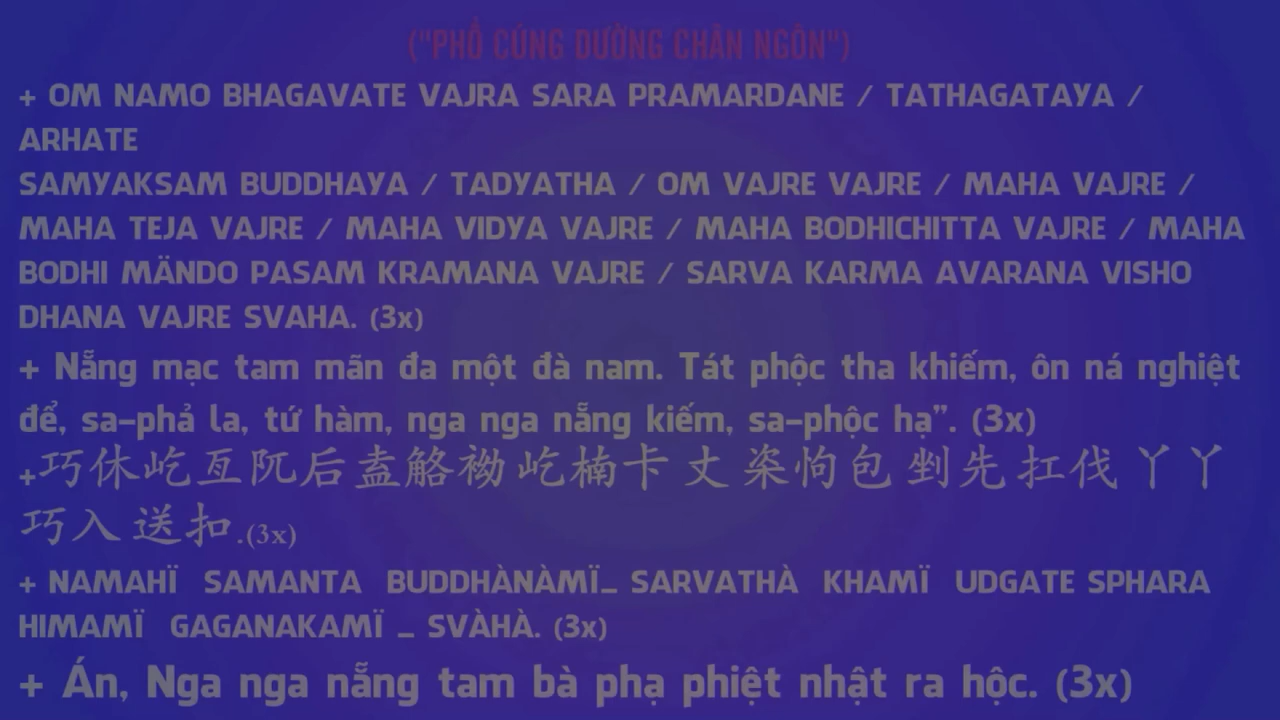 ("PHỔ CÚNG DƯỜNG CHÂN NGÔN")
+ OM NAMO BHAGAVATE VAJRA SARA PRAMARDANE / TATHAGATAYA /
ARHATE
SAMYAKSAM BUDDHAYA / TADYATHA / OM VAJRE VAJRE / MAHA VAJRE /
MAHA TEJA VAJRE / MAHA VIDYA VAJRE / MAHA BODHICHITTA VAJRE / MAHA
BODHI MÄNDO PASAM KRAMANA VAJRE / SARVA KARMA AVARANA VISHO
DHANA VAJRE SVAHA. (3x)
+ Nẵng mạc tam mãn đa một đà nam. Tát phộc tha khiếm, ôn ná nghiệt
để, sa-phả la, tứ hàm, nga nga nẵng kiếm, sa-phộc hạ”. (3x)
+巧休屹亙阮后盍觡袎屹楠卡丈栥恦包剉先扛伐丫丫
巧入送扣.(3x)
+ NAMAHÏ SAMANTA BUDDHÀNÀMÏ_ SARVATHÀ KHAMÏ UDGATE SPHARA
HIMAMÏ GAGANAKAMÏ _ SVÀHÀ. (3x)
+ Án, Nga nga nẵng tam bà phạ phiệt nhật ra hộc. (3x)